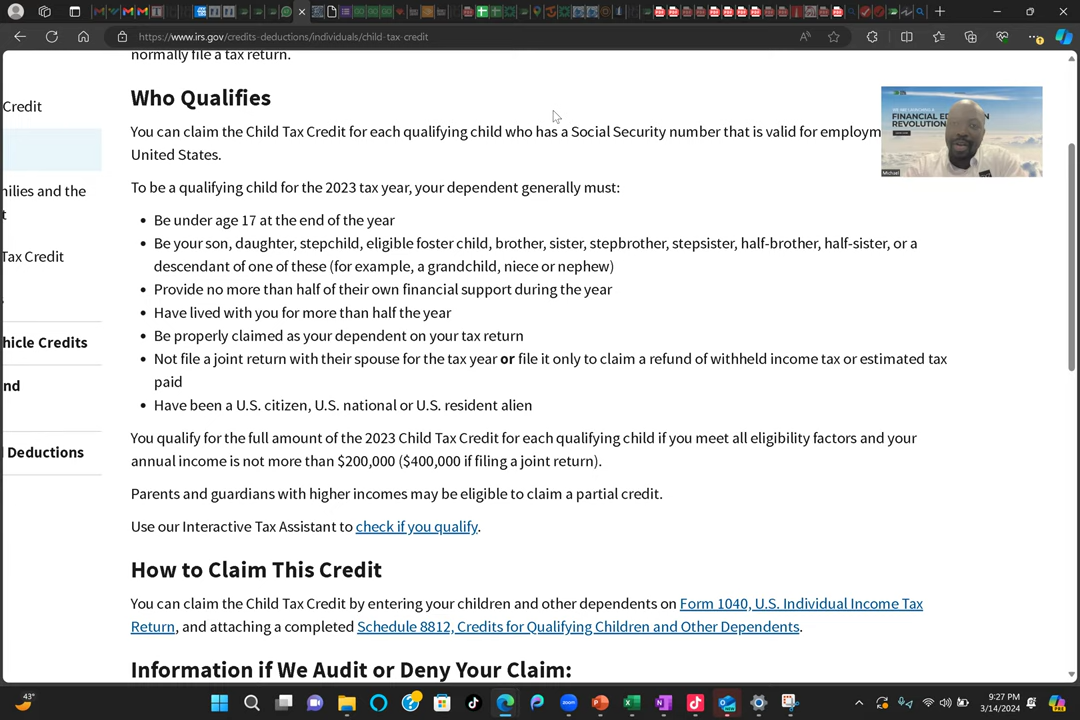 https://www.irs.gov/credits-deductions/individuals/child-tax-credit
normally file a tax return.
Credit
Who Qualifies
FINANCIAL
REVOLUTION
Michael
You can claim the Child Tax Credit for each qualifying child who has a Social Security number that is valid for employm
United States.
nilies and the
t
To be a qualifying child for the 2023 tax year, your dependent generally must:
• Be under age 17 at the end of the year
• Be your son, daughter, stepchild, eligible foster child, brother, sister, stepbrother, stepsister, half-brother, half-sister, or a
descendant of one of these (for example, a grandchild, niece or nephew)
Tax Credit
• Provide no more than half of their own financial support during the year
• Have lived with you for more than half the year
• Be properly claimed as your dependent on your tax return
hicle Credits
• Not file a joint return with their spouse for the tax year or file it only to claim a refund of withheld income tax or estimated tax
paid
nd
• Have been a U.S. citizen, U.S. national or U.S. resident alien
You qualify for the full amount of the 2023 Child Tax Credit for each qualifying child if you meet all eligibility factors and your
annual income is not more than $200,000 ($400,000 if filing a joint return).
Deductions
Parents and guardians with higher incomes may be eligible to claim a partial credit.
Use our Interactive Tax Assistant to check if you qualify.
How to Claim This Credit
You can claim the Child Tax Credit by entering your children and other dependents on Form 1040, U.S. Individual Income Tax
Return, and attaching a completed Schedule 8812, Credits for Qualifying Children and Other Dependents.
Information if We Audit or Deny Your Claim:
43°
9:27 PM
3/14/2024